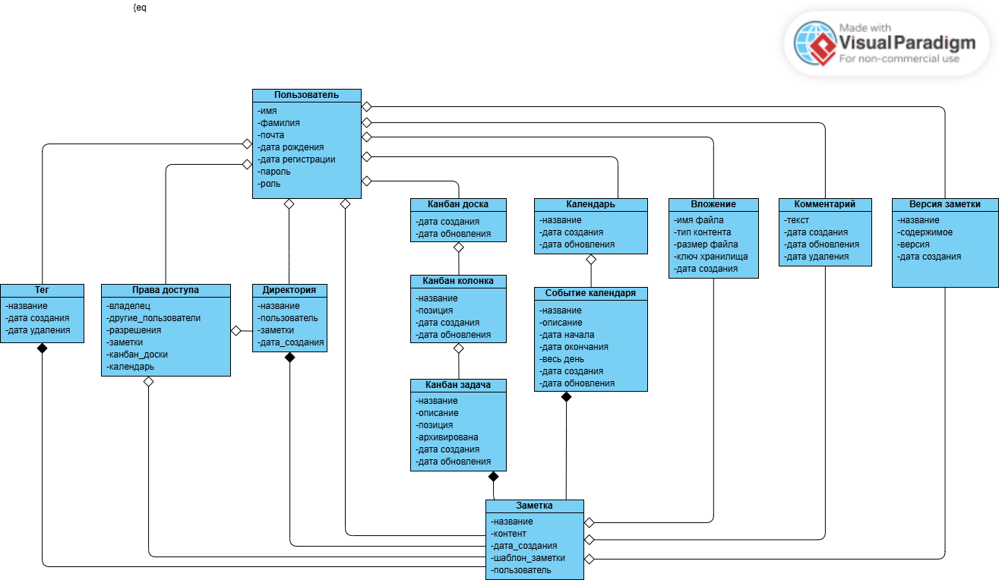 {eq
Made with
Visual Paradigm
For non-commercial use
Пользователь
-имя
-фамилия
-почта
-дата рождения
-дата регистрации
-пароль
-роль
Канбан доска
-дата создания
-дата обновления
Календарь
-название
-дата создания
-дата обновления
Вложение
-имя файла
-тип контента
-размер файла
-ключ хранилища
-дата создания
Комментарий
-текст
-дата создания
-дата обновления
-дата удаления
Версия заметки
-название
-содержимое
-версия
-дата создания
Тег
-название
-дата создания
-дата удаления
Права доступа
-владелец
-другие_пользователи
-разрешения
-заметки
-канбан_доски
-календарь
Директория
-название
-пользователь
-заметки
-дата_создания
Канбан колонка
-название
-позиция
-дата создания
-дата обновления
Событие календаря
-название
-описание
-дата начала
-дата окончания
-весь день
-дата создания
-дата обновления
Канбан задача
-название
-описание
-позиция
-архивирована
-дата создания
-дата обновления
Заметка
-название
-контент
-дата_создания
-шаблон_заметки
-пользователь